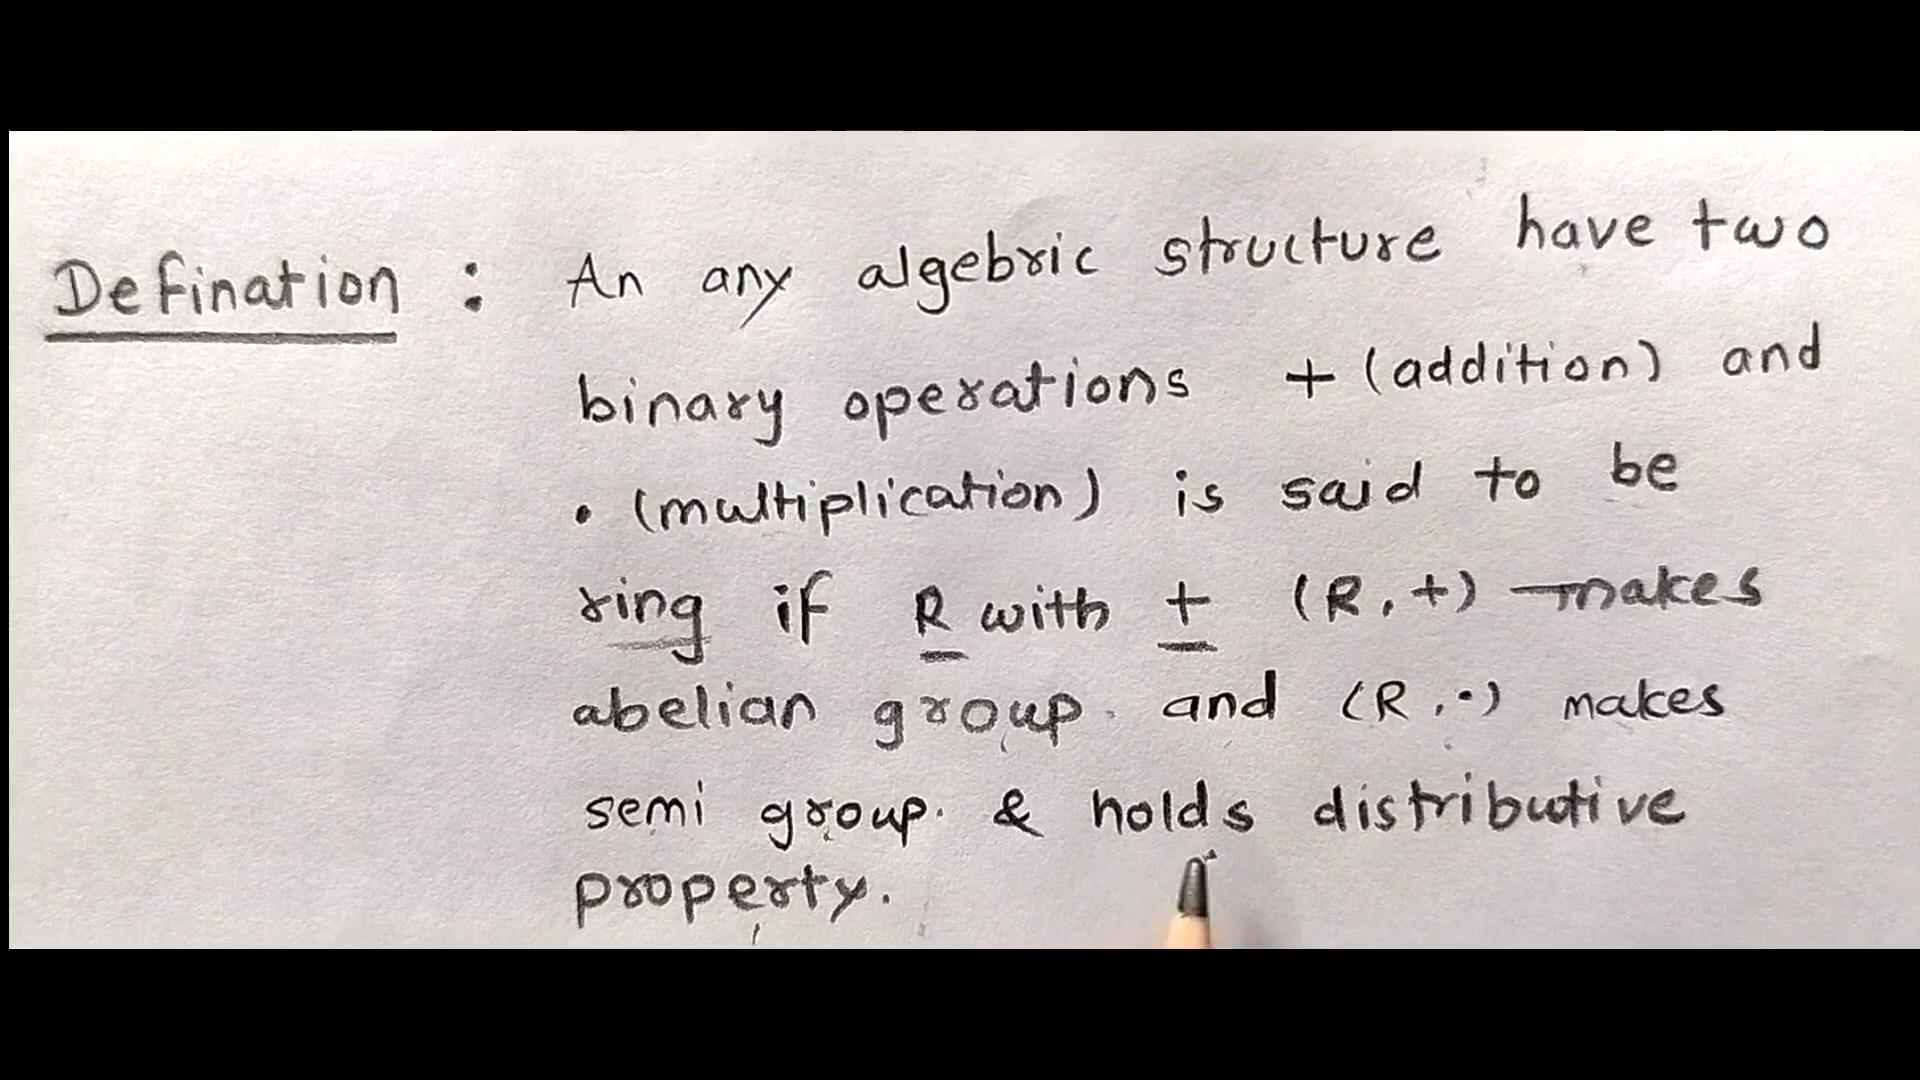 Defination : An any algebric structure have two
binary operations + (addition) and
• (multiplication) is said to be
ring if R with + (R, +) makes
abelian group. and (R, •) makes
semi group. & holds distributive
property.